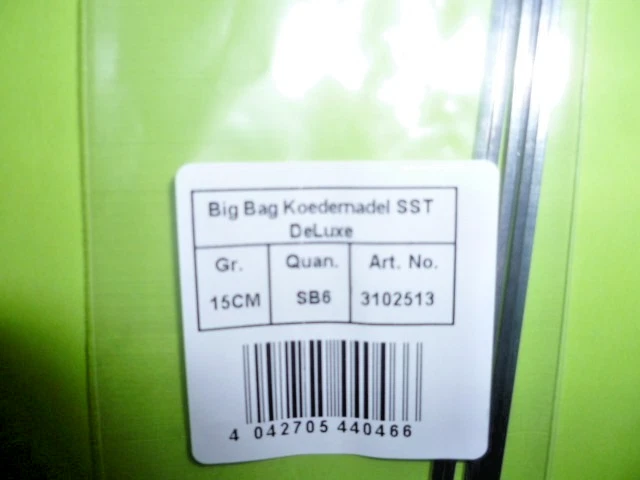 Big Bag Koedernadel SST
DeLuxe
Gr. Quan. Art. No.
15CM SB6 3102513
4 042705 440466